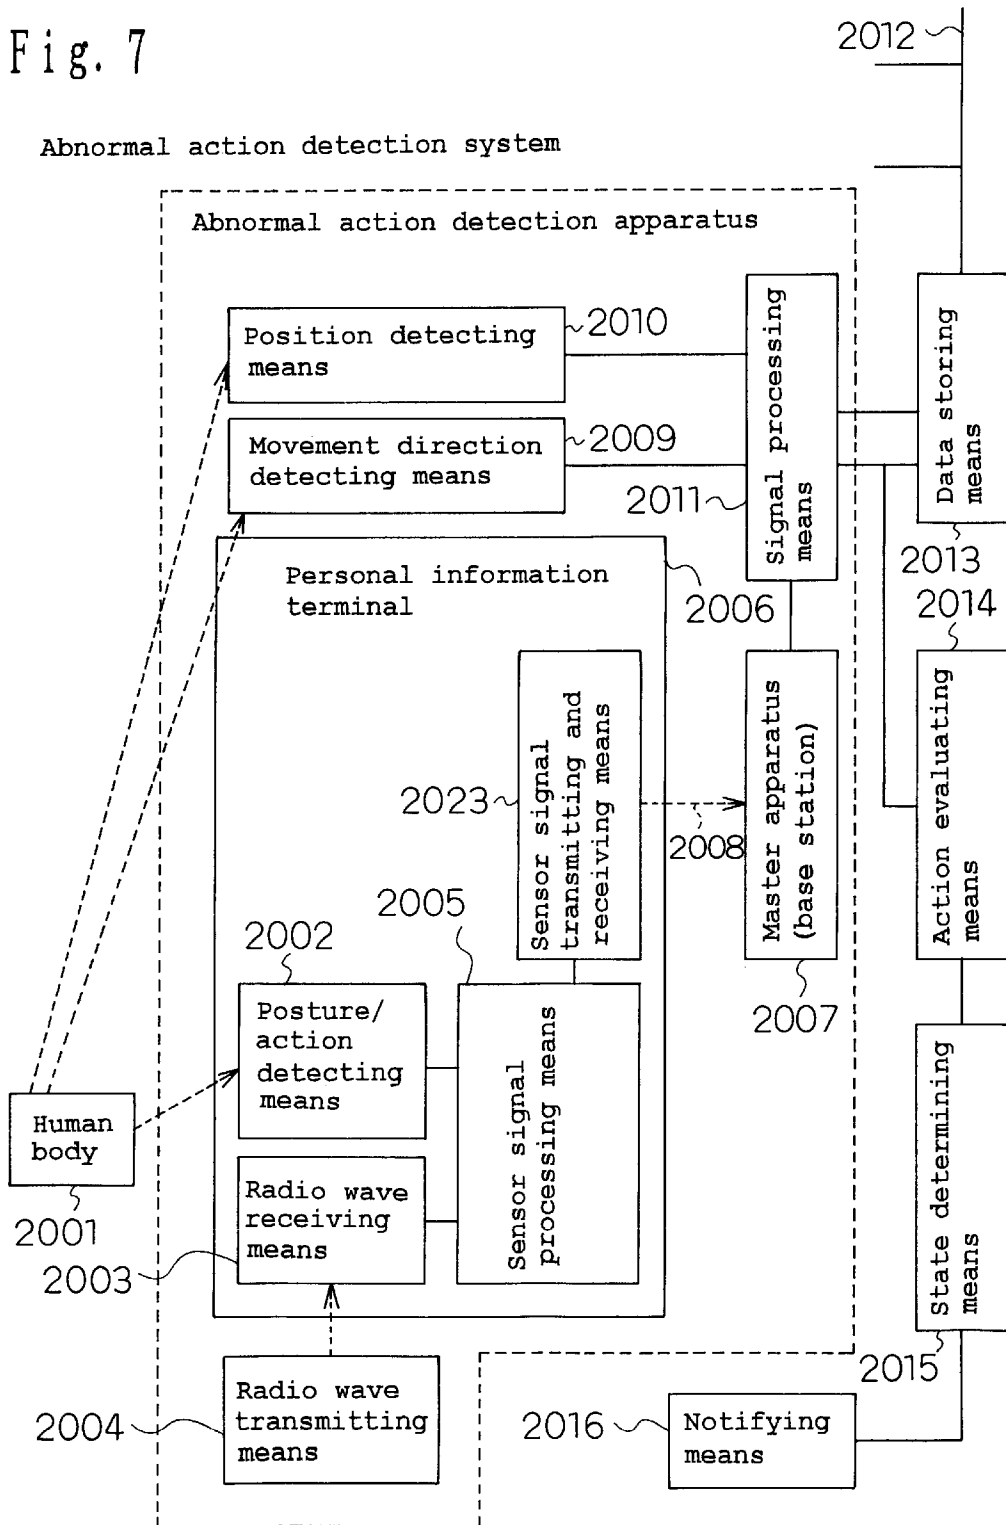 Fig. 7
2012
Abnormal action detection system
Abnormal action detection apparatus
Position detecting
means
2010
Movement direction
detecting means
2009
Signal processing
means
2011
Data storing
means
2013
Personal information
terminal
2006
2014
Sensor signal
transmitting and
receiving means
2023
2008
Master apparatus
(base station)
2007
Action evaluating
means
2002
2005
Posture/
action
detecting
means
Sensor signal
processing means
Human
body
2001
Radio wave
receiving
means
2003
State determining
means
2015
Radio wave
transmitting
means
2004
2016
Notifying
means